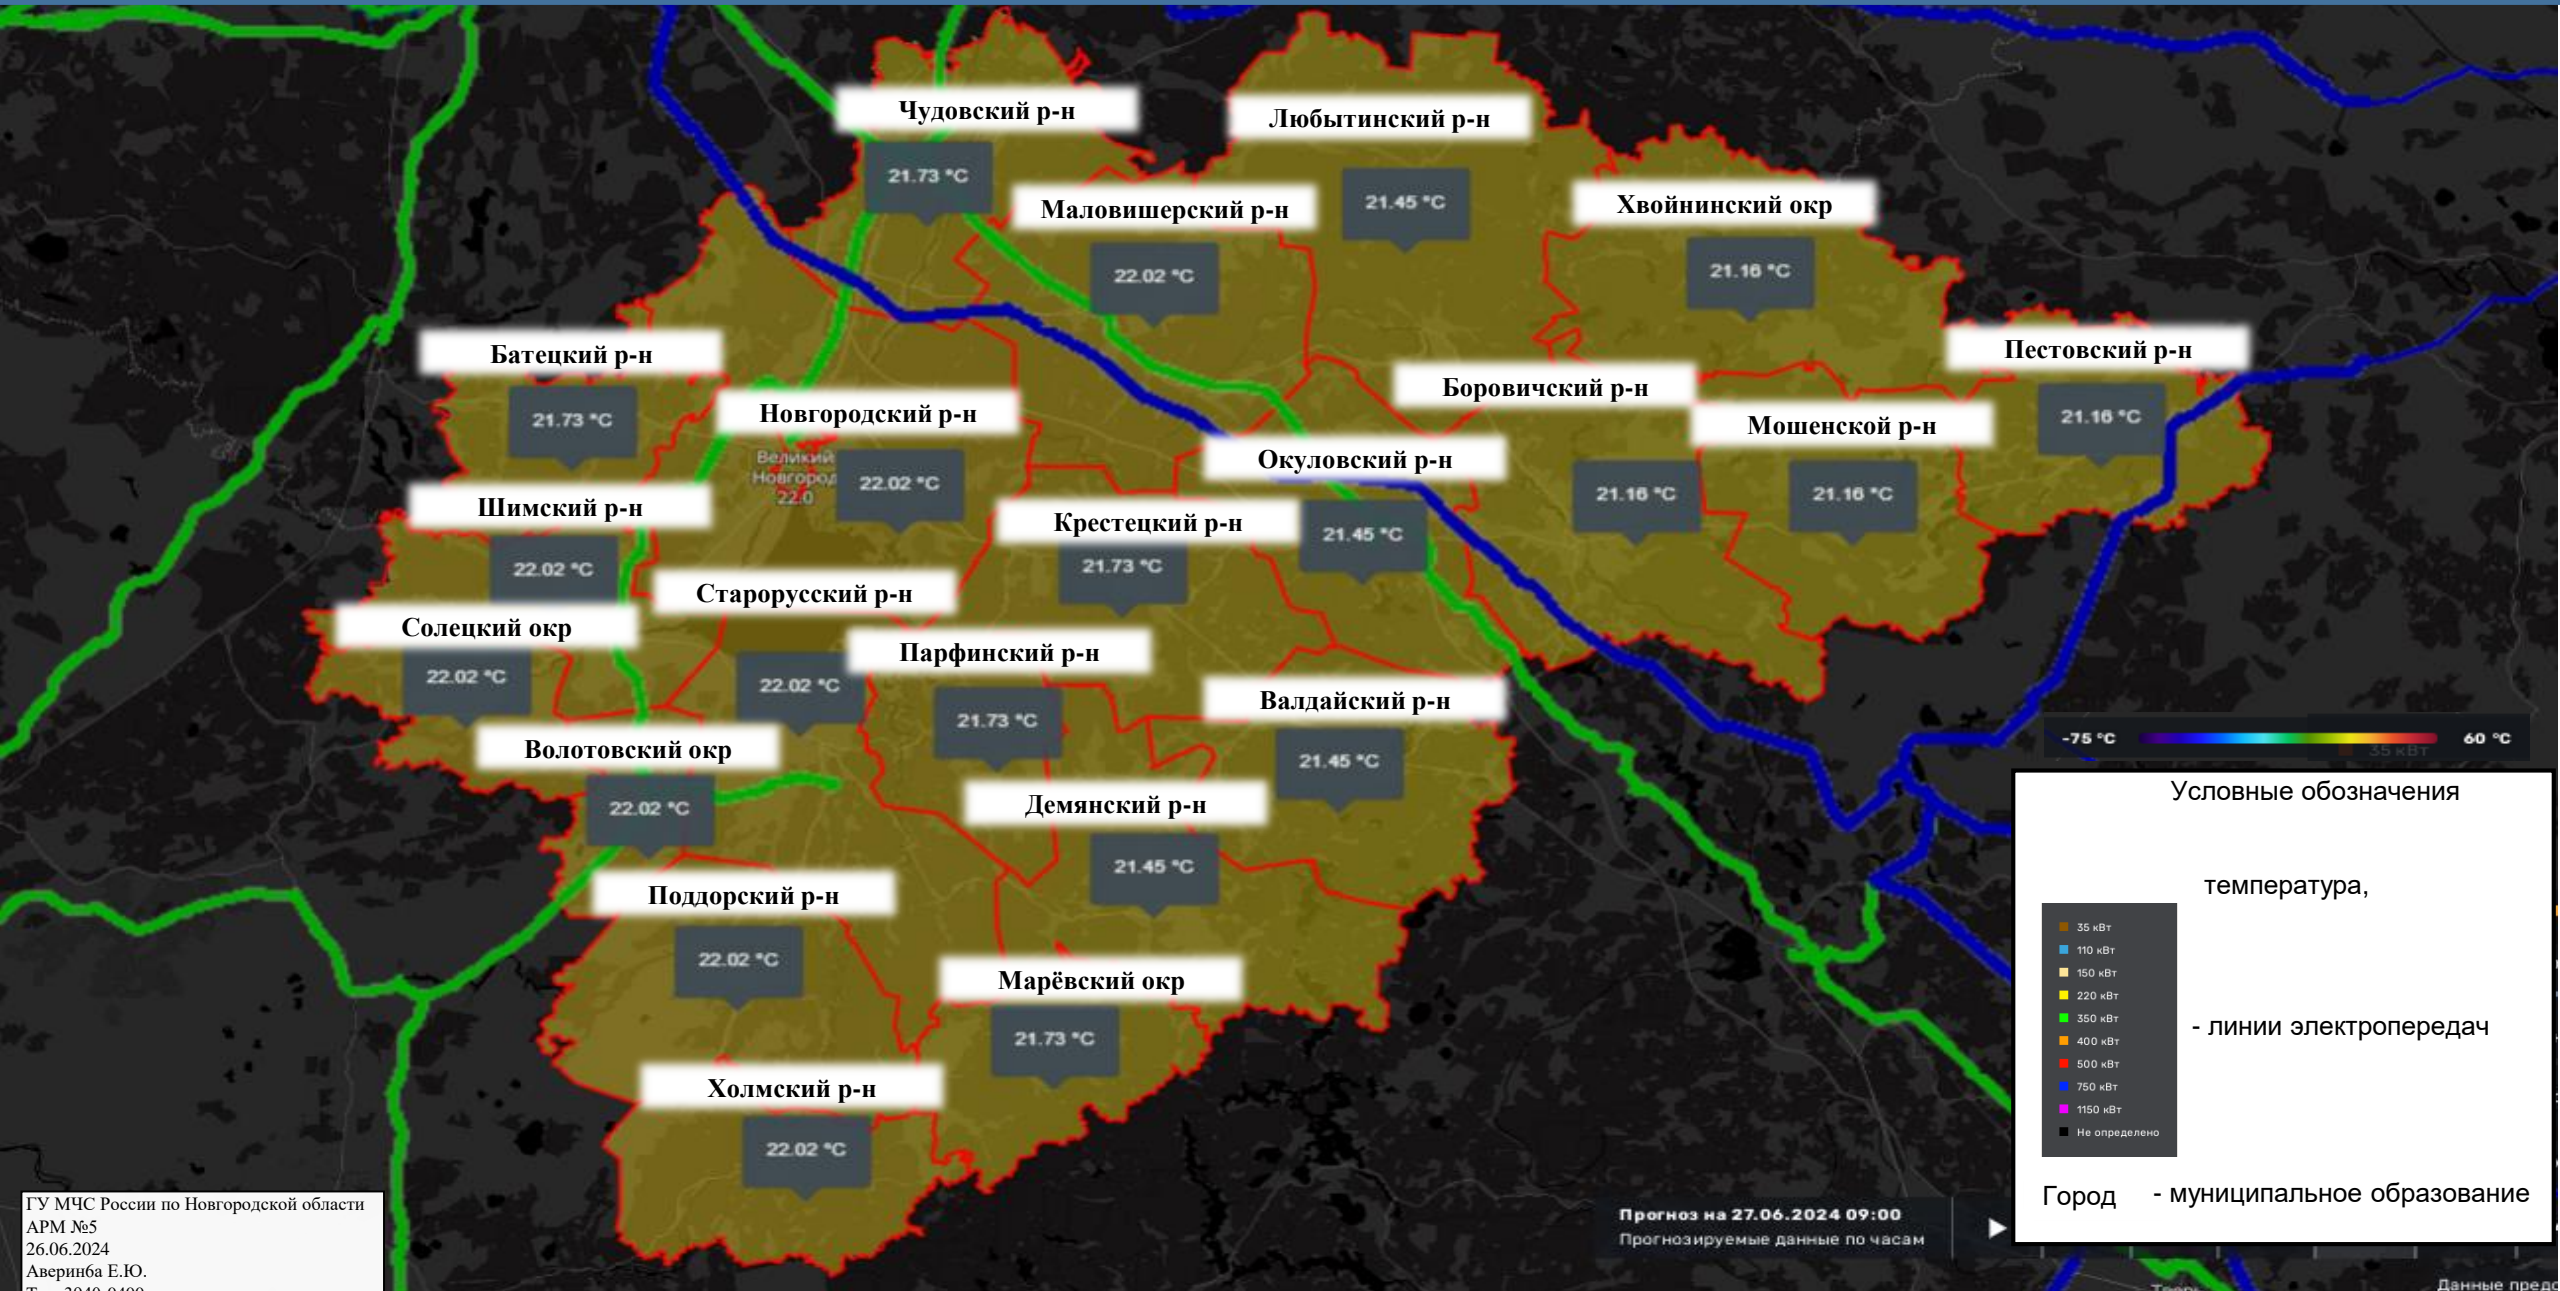 Чудовский р-н
Любытинский р-н
21.73 °C
Маловишерский р-н
21.45 °C
Хвойнинский окр
22.02 °C
21.16 °C
Батецкий р-н
Пестовский р-н
21.73 °C
Новгородский р-н
Боровичский р-н
21.16 °C
Мошенской р-н
Великий
Новгород
22.0
22.02 °C
Окуловский р-н
21.16 °C
21.16 °C
Шимский р-н
Крестецкий р-н
21.45 °C
22.02 °C
21.73 °C
Старорусский р-н
Солецкий окр
22.02 °C
Парфинский р-н
22.02 °C
21.73 °C
Валдайский р-н
21.45 °C
Волотовский окр
22.02 °C
Демянский р-н
21.45 °C
Поддорский р-н
22.02 °C
Марёвский окр
21.73 °C
Холмский р-н
22.02 °C
-75 °C
60 °C
35 кВт
Условные обозначения
температура,
35 кВт
110 кВт
150 кВт
220 кВт
350 кВт
400 кВт
500 кВт
750 кВт
1150 кВт
Не определено
- линии электропередач
Город - муниципальное образование
Прогноз на 27.06.2024 09:00
Прогнозируемые данные по часам
ГУ МЧС России по Новгородской области
АРМ №5
26.06.2024
Аверин6а Е.Ю.
Данные